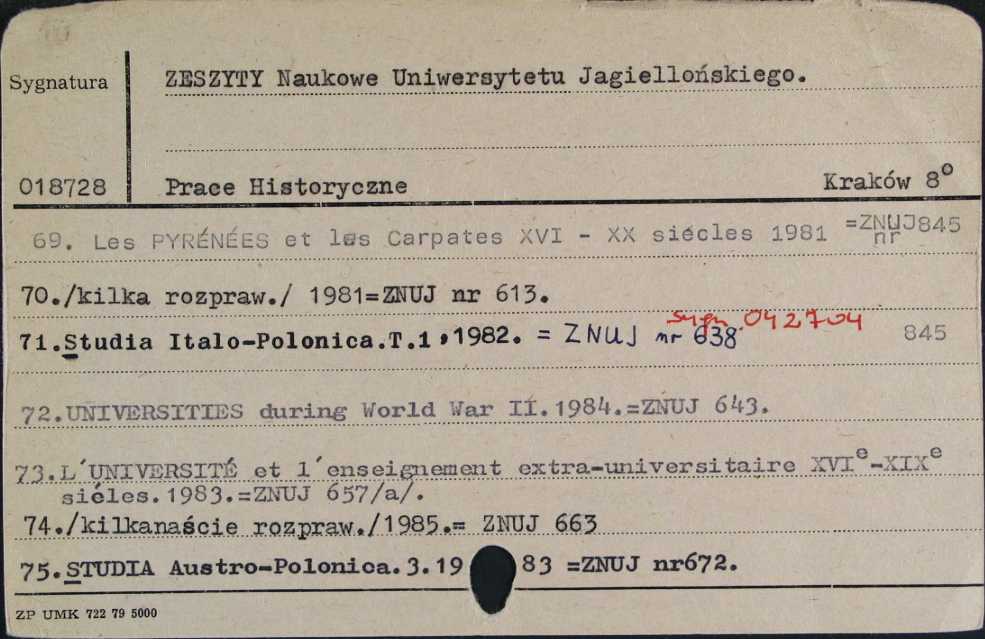 Sygnatura
ZESZYTY Naukowe Uniwersytetu Jagiellońskiego.
018728 Prace Historyczne Kraków 8°
69. Les PYRÉNÉES et les Carpates XVI - XX siécles 1981 =ZNUJ 845
nr
70./kilka rozpraw./ 1981=ZNUJ nr 613.
sygn 042704
71.Studia Italo-Polonica.T.1,1982. = ZNUJ nr 638 845
72.UNIVERSITIES during World War II.1984.=ZNUJ 643.
73.L´UNIVERSITÉ et l´enseignement extra-universitaire XVIe-XIXe
siéles.1983.=ZNUJ 657/a/.
74./kilkanaście rozpraw./1985.= ZNUJ 663
75.STUDIA Austro-Polonica.3.19 83 =ZNUJ nr672.
ZP UMK 722 79 5000